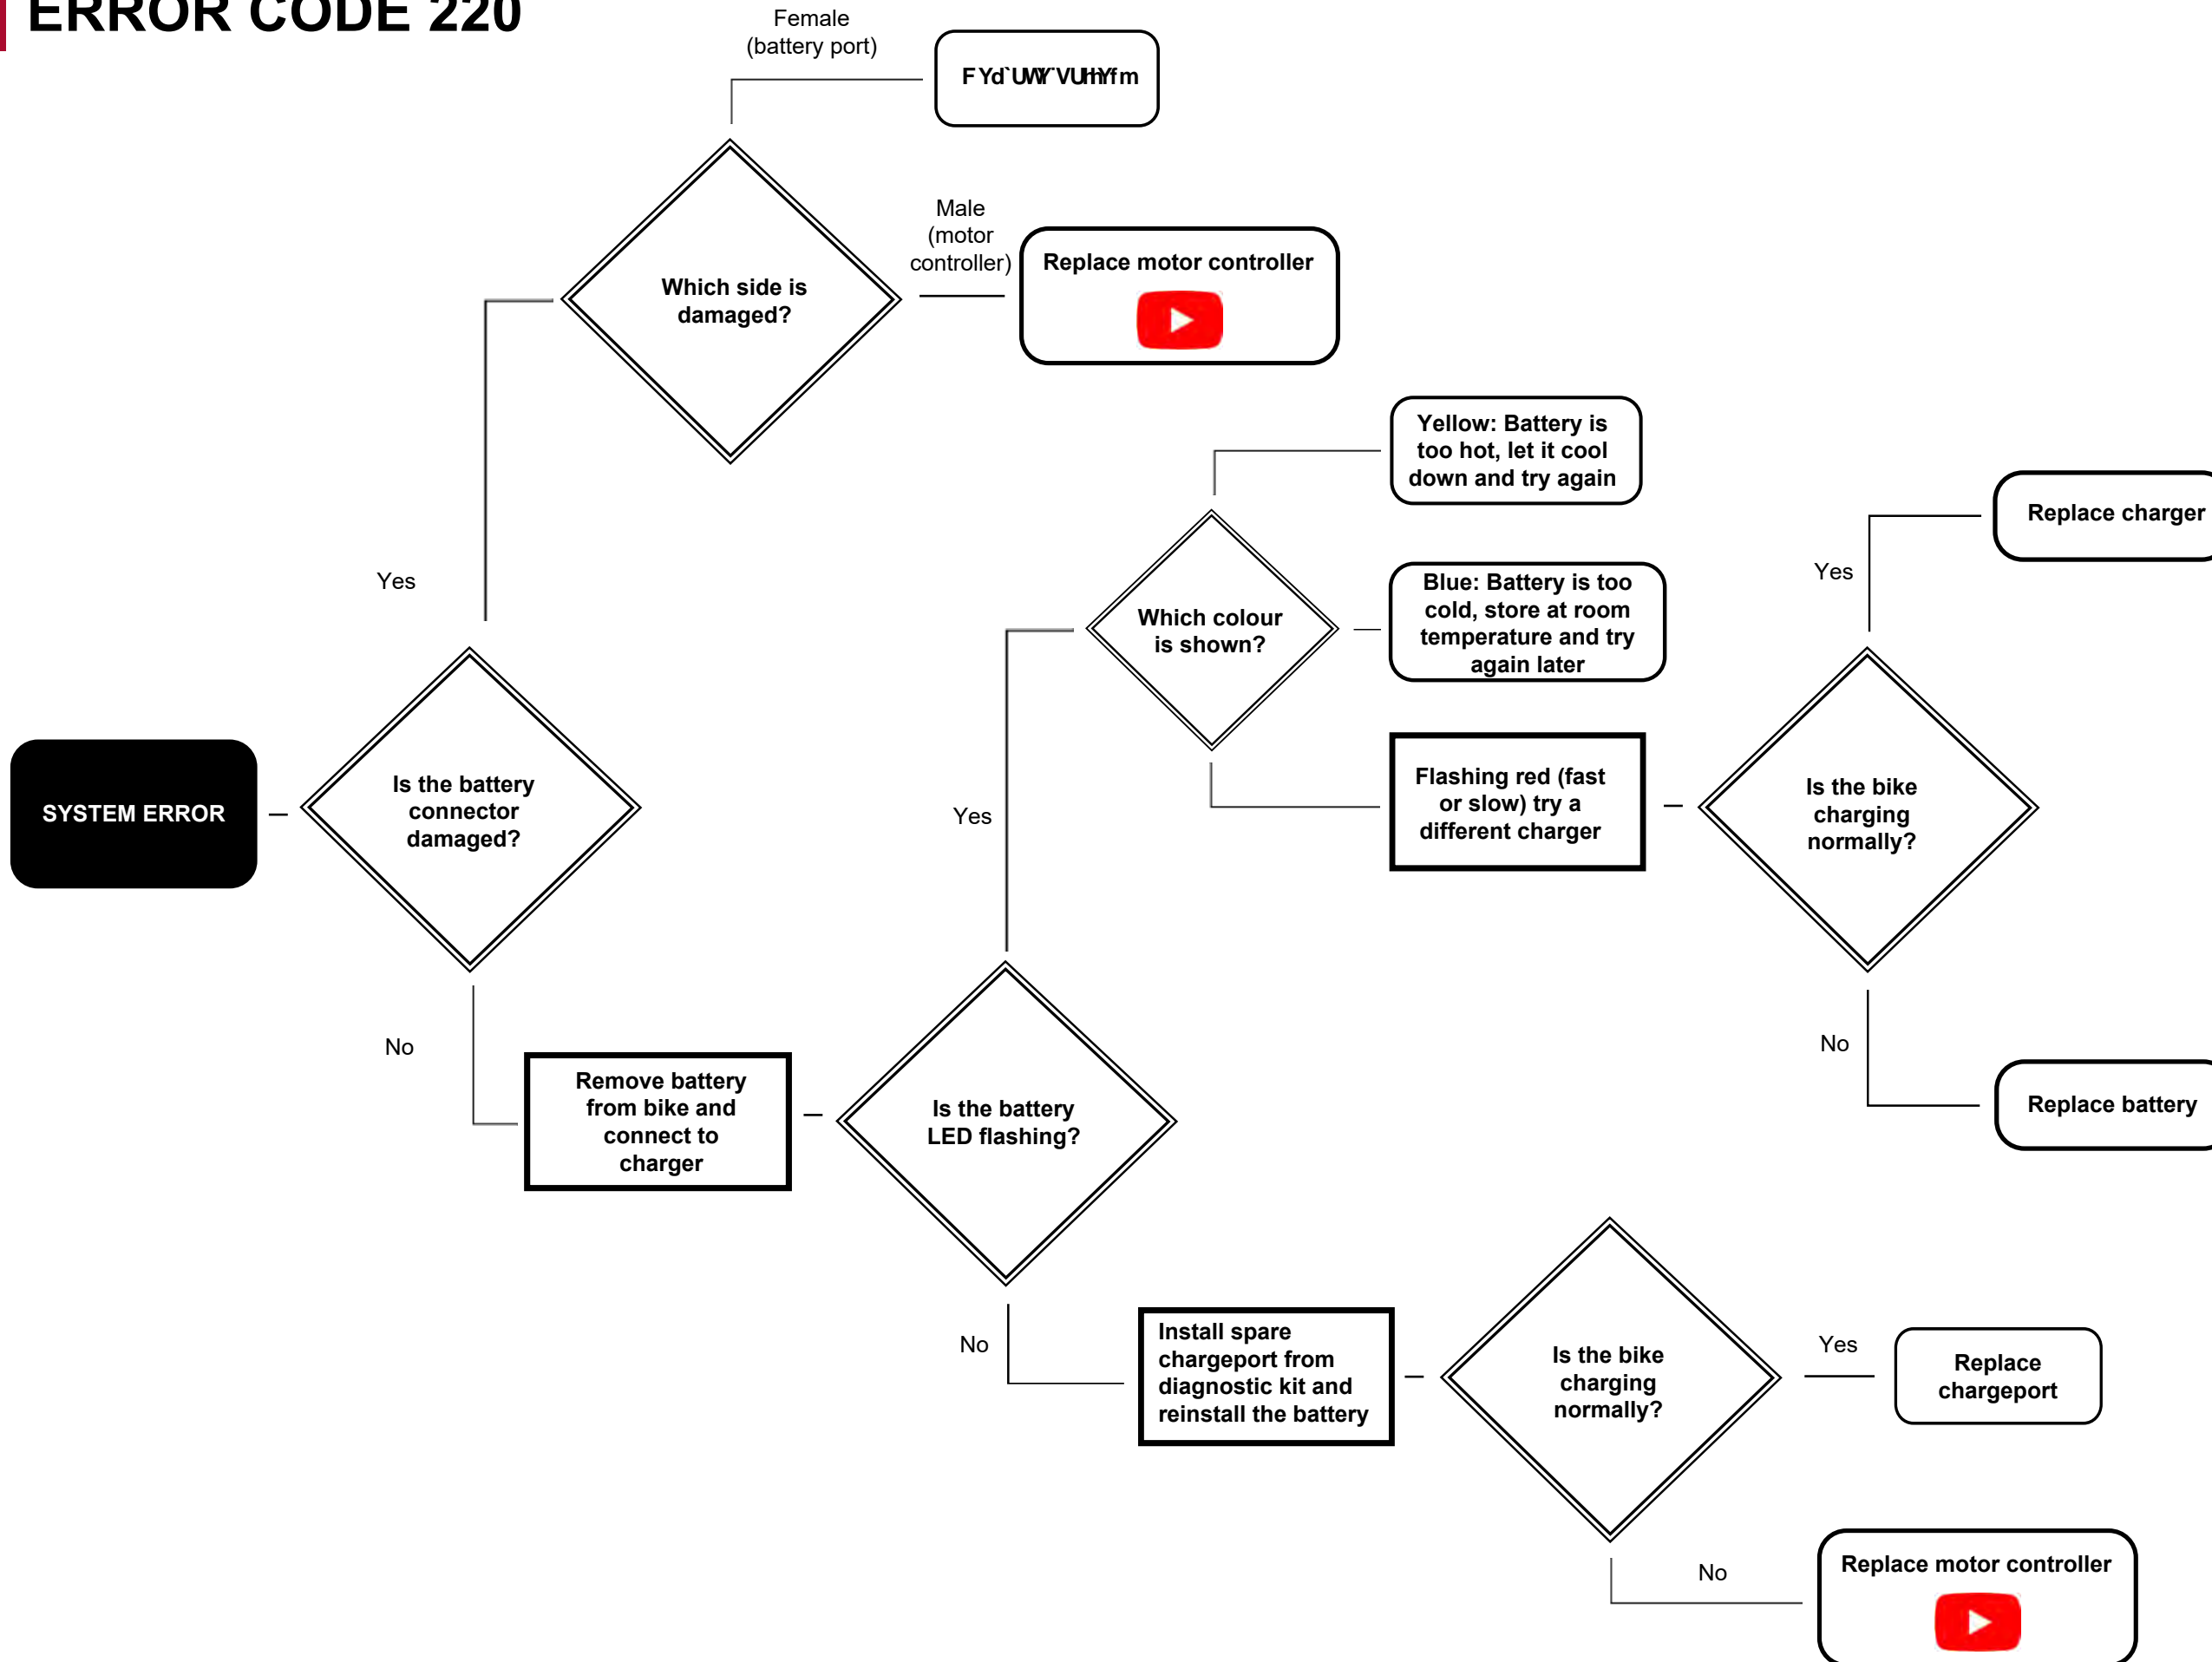 ERROR CODE 220
Female
(battery port)
Male
(motor
controller)
Replace motor controller
Which side is
damaged?
Yellow: Battery is
too hot, let it cool
down and try again
Replace charger
Yes
Yes
Blue: Battery is too
cold, store at room
temperature and try
again later
Which colour
is shown?
Is the battery
connector
damaged?
SYSTEM ERROR
Yes
Flashing red (fast
or slow) try a
different charger
Is the bike
charging
normally?
No
No
Remove battery
from bike and
connect to
charger
Is the battery
LED flashing?
Replace battery
No
Install spare
chargeport from
diagnostic kit and
reinstall the battery
Is the bike
charging
normally?
Yes
Replace
chargeport
No
Replace motor controller